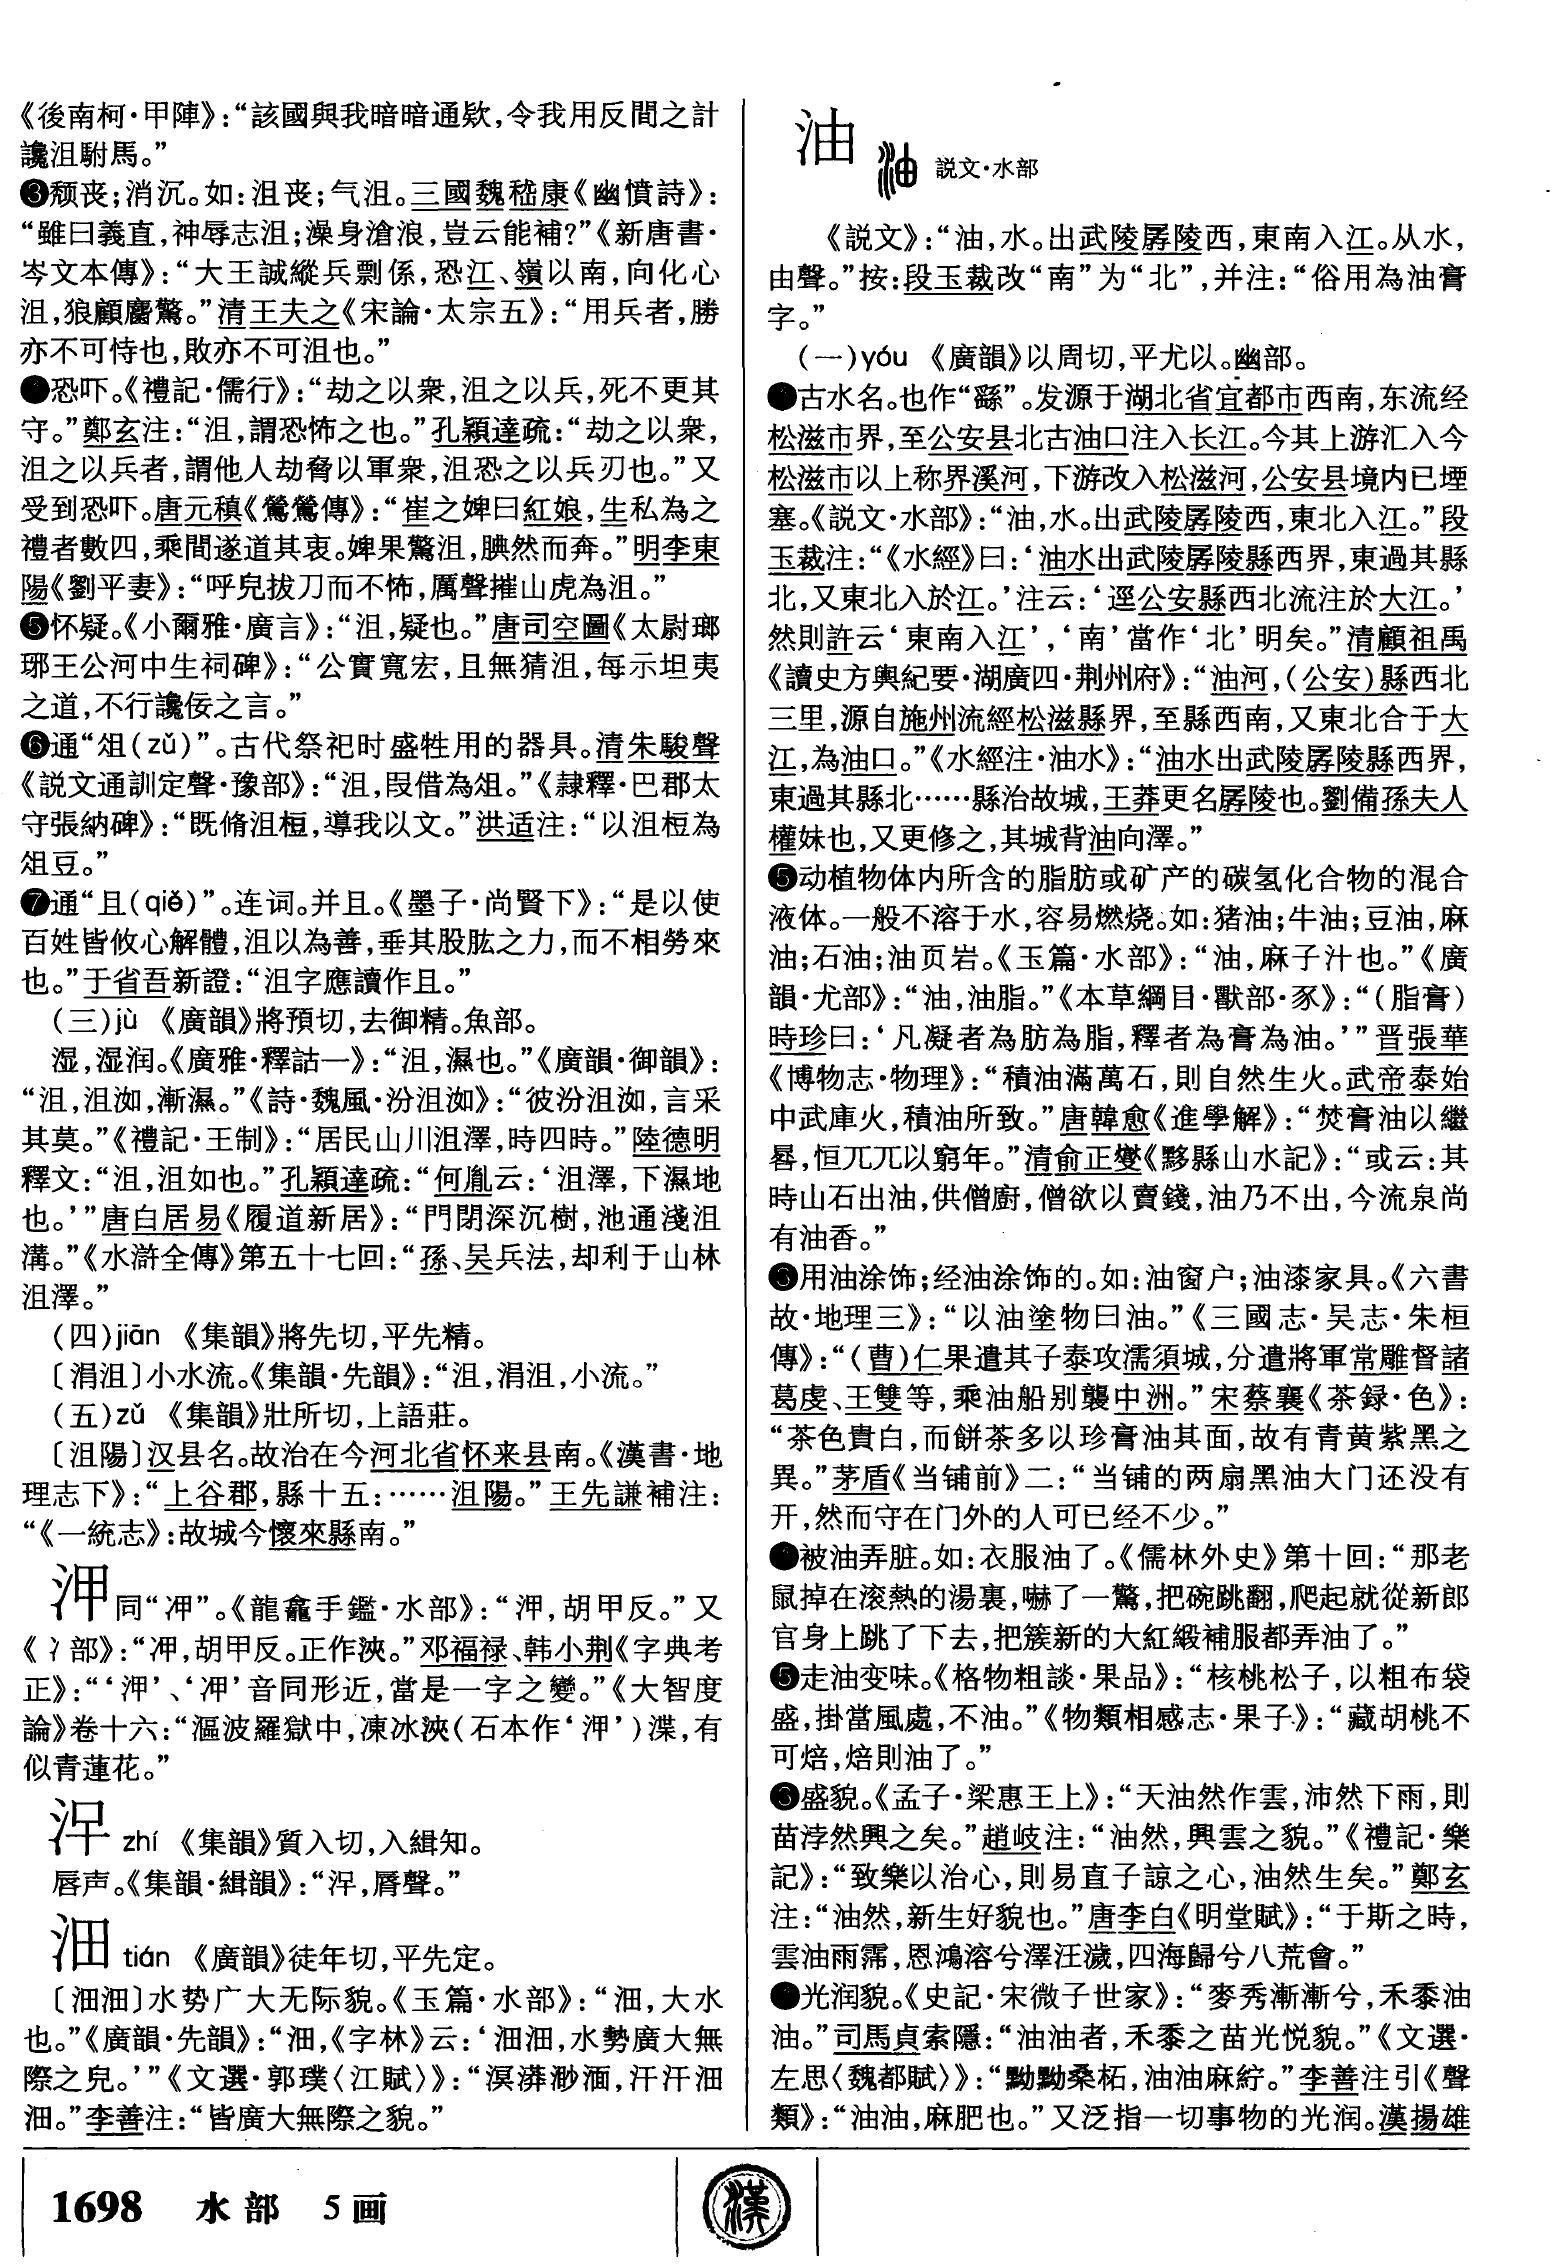 《後南柯·甲陣》：“該國與我暗暗通欵，令我用反間之計
讒沮駙馬。”
❸颓丧；消沉。如：沮丧；气沮。三國魏嵇康《幽憤詩》：
“雖曰義直，神辱志沮；澡身滄浪，豈云能補？”《新唐書·
岑文本傳》：“大王誠縱兵剽係，恐江、嶺以南，向化心
沮，狼顧麕驚。”清王夫之《宋論·太宗五》：“用兵者，勝
亦不可恃也，敗亦不可沮也。”
恐吓。《禮記·儒行》：“劫之以衆，沮之以兵，死不更其
守。”鄭玄注：“沮，謂恐怖之也。”孔穎達疏：“劫之以衆，
沮之以兵者，謂他人劫脅以軍衆，沮恐之以兵刃也。”又
受到恐吓。唐元稹《鶯鶯傳》：“崔之婢曰紅娘，生私為之
禮者數四，乘間遂道其衷。婢果驚沮，腆然而奔。”明李東
陽《劉平妻》：“呼兒拔刀而不怖，厲聲摧山虎為沮。”
❺怀疑。《小爾雅·廣言》：“沮，疑也。”唐司空圖《太尉瑯
琊王公河中生祠碑》：“公實寬宏，且無猜沮，每示坦夷
之道，不行讒佞之言。”
❻通“俎(zǔ)”。古代祭祀时盛牲用的器具。清朱駿聲
《説文通訓定聲·豫部》：“沮，叚借為俎。”《隸釋·巴郡太
守張納碑》：“既脩沮桓，導我以文。”洪适注：“以沮桓為
俎豆。”
❼通“且(qiě)”。连词。并且。《墨子·尚賢下》：“是以使
百姓皆攸心解體，沮以為善，垂其股肱之力，而不相勞來
也。”于省吾新證：“沮字應讀作且。”
(三)jù 《廣韻》將預切，去御精。魚部。
湿，湿润。《廣雅·釋詁一》：“沮，濕也。”《廣韻·御韻》：
“沮，沮洳，漸濕。”《詩·魏風·汾沮洳》：“彼汾沮洳，言采
其莫。”《禮記·王制》：“居民山川沮澤，時四時。”陸德明
釋文：“沮，沮如也。”孔穎達疏：“何胤云：‘沮澤，下濕地
也。’”唐白居易《履道新居》：“門閉深沉樹，池通淺沮
溝。”《水滸全傳》第五十七回：“孫、吴兵法，却利于山林
沮澤。”
(四)jiān 《集韻》將先切，平先精。
〔涓沮〕小水流。《集韻·先韻》：“沮，涓沮，小流。”
(五)zǔ 《集韻》壯所切，上語莊。
〔沮陽〕汉县名。故治在今河北省怀来县南。《漢書·地
理志下》：“上谷郡，縣十五：……沮陽。”王先謙補注：
“《一統志》：故城今懷來縣南。”
㳌 同“冴”。《龍龕手鑑·水部》：“㳌，胡甲反。”又
《冫部》：“冴，胡甲反。正作浹。”邓福禄、韩小荆《字典考
正》：“‘㳌’、‘冴’音同形近，當是一字之變。”《大智度
論》卷十六：“漚波羅獄中，凍冰浹(石本作‘㳌’)渫，有
似青蓮花。”
zhí 《集韻》質入切，入緝知。
唇声。《集韻·緝韻》：“，脣聲。”
沺 tián 《廣韻》徒年切，平先定。
〔沺沺〕水势广大无际貌。《玉篇·水部》：“沺，大水
也。”《廣韻·先韻》：“沺，《字林》云：‘沺沺，水勢廣大無
際之皃。’”《文選·郭璞〈江賦〉》：“溟漭渺湎，汗汗沺
沺。”李善注：“皆廣大無際之貌。”
油 油 説文·水部
《説文》：“油，水。出武陵孱陵西，東南入江。从水，
由聲。”按：段玉裁改“南”为“北”，并注：“俗用為油膏
字。”
(一)yóu 《廣韻》以周切，平尤以。幽部。
古水名。也作“繇”。发源于湖北省宜都市西南，东流经
松滋市界，至公安县北古油口注入长江。今其上游汇入今
松滋市以上称界溪河，下游改入松滋河，公安县境内已堙
塞。《説文·水部》：“油，水。出武陵孱陵西，東北入江。”段
玉裁注：“《水經》曰：‘油水出武陵孱陵縣西界，東過其縣
北，又東北入於江。’注云：‘逕公安縣西北流注於大江。’
然則許云‘東南入江’，‘南’當作‘北’明矣。”清顧祖禹
《讀史方輿紀要·湖廣四·荆州府》：“油河，(公安)縣西北
三里，源自施州流經松滋縣界，至縣西南，又東北合于大
江，為油口。”《水經注·油水》：“油水出武陵孱陵縣西界，
東過其縣北……縣治故城，王莽更名孱陵也。劉備孫夫人
權妹也，又更修之，其城背油向澤。”
动植物体内所含的脂肪或矿产的碳氢化合物的混合
液体。一般不溶于水，容易燃烧。如：猪油；牛油；豆油，麻
油；石油；油页岩。《玉篇·水部》：“油，麻子汁也。”《廣
韻·尤部》：“油，油脂。”《本草綱目·獸部·豕》：“(脂膏)
時珍曰：‘凡凝者為肪為脂，釋者為膏為油。’”晋張華
《博物志·物理》：“積油滿萬石，則自然生火。武帝泰始
中武庫火，積油所致。”唐韓愈《進學解》：“焚膏油以繼
晷，恒兀兀以窮年。”清俞正燮《黟縣山水記》：“或云：其
時山石出油，供僧廚，僧欲以賣錢，油乃不出，今流泉尚
有油香。”
❸用油涂饰；经油涂饰的。如：油窗户；油漆家具。《六書
故·地理三》：“以油塗物曰油。”《三國志·吴志·朱桓
傳》：“(曹)仁果遣其子泰攻濡須城，分遣將軍常雕督諸
葛虔、王雙等，乘油船别襲中洲。”宋蔡襄《茶録·色》：
“茶色貴白，而餅茶多以珍膏油其面，故有青黄紫黑之
異。”茅盾《当铺前》二：“当铺的两扇黑油大门还没有
开，然而守在门外的人可已经不少。”
被油弄脏。如：衣服油了。《儒林外史》第十回：“那老
鼠掉在滚熱的湯裏，嚇了一驚，把碗跳翻，爬起就從新郎
官身上跳了下去，把簇新的大紅緞補服都弄油了。”
❺走油变味。《格物粗談·果品》：“核桃松子，以粗布袋
盛，掛當風處，不油。”《物類相感志·果子》：“藏胡桃不
可焙，焙則油了。”
盛貌。《孟子·梁惠王上》：“天油然作雲，沛然下雨，則
苗浡然興之矣。”趙岐注：“油然，興雲之貌。”《禮記·樂
記》：“致樂以治心，則易直子諒之心，油然生矣。”鄭玄
注：“油然，新生好貌也。”唐李白《明堂賦》：“于斯之時，
雲油雨霈，恩鴻溶兮澤汪濊，四海歸兮八荒會。”
光润貌。《史記·宋微子世家》：“麥秀漸漸兮，禾黍油
油。”司馬貞索隱：“油油者，禾黍之苗光悦貌。”《文選·
左思〈魏都賦〉》：“黝黝桑柘，油油麻紵。”李善注引《聲
類》：“油油，麻肥也。”又泛指一切事物的光润。漢揚雄
1698 水部 5画
漢